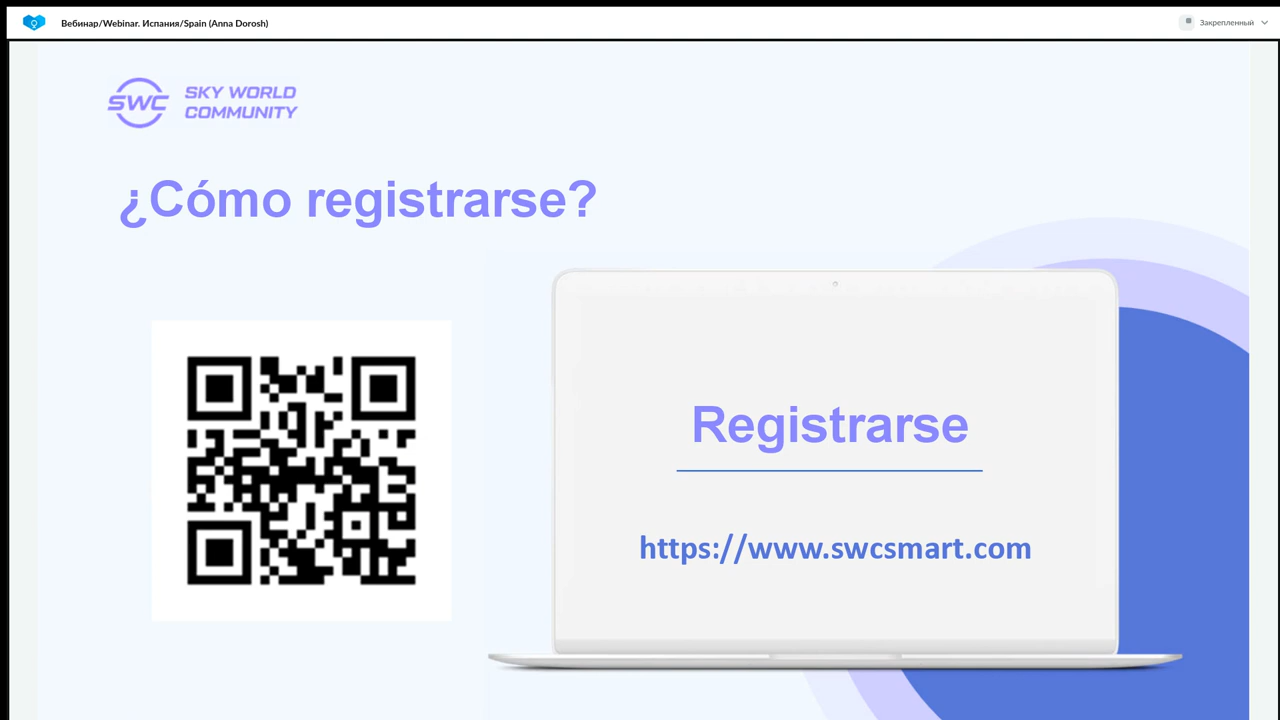 Вебинар/Webinar. Испания/Spain (Anna Dorosh)
Закрепленный
SWC
SKY WORLD
COMMUNITY
¿Cómo registrarse?
Registrarse
https://www.swcsmart.com